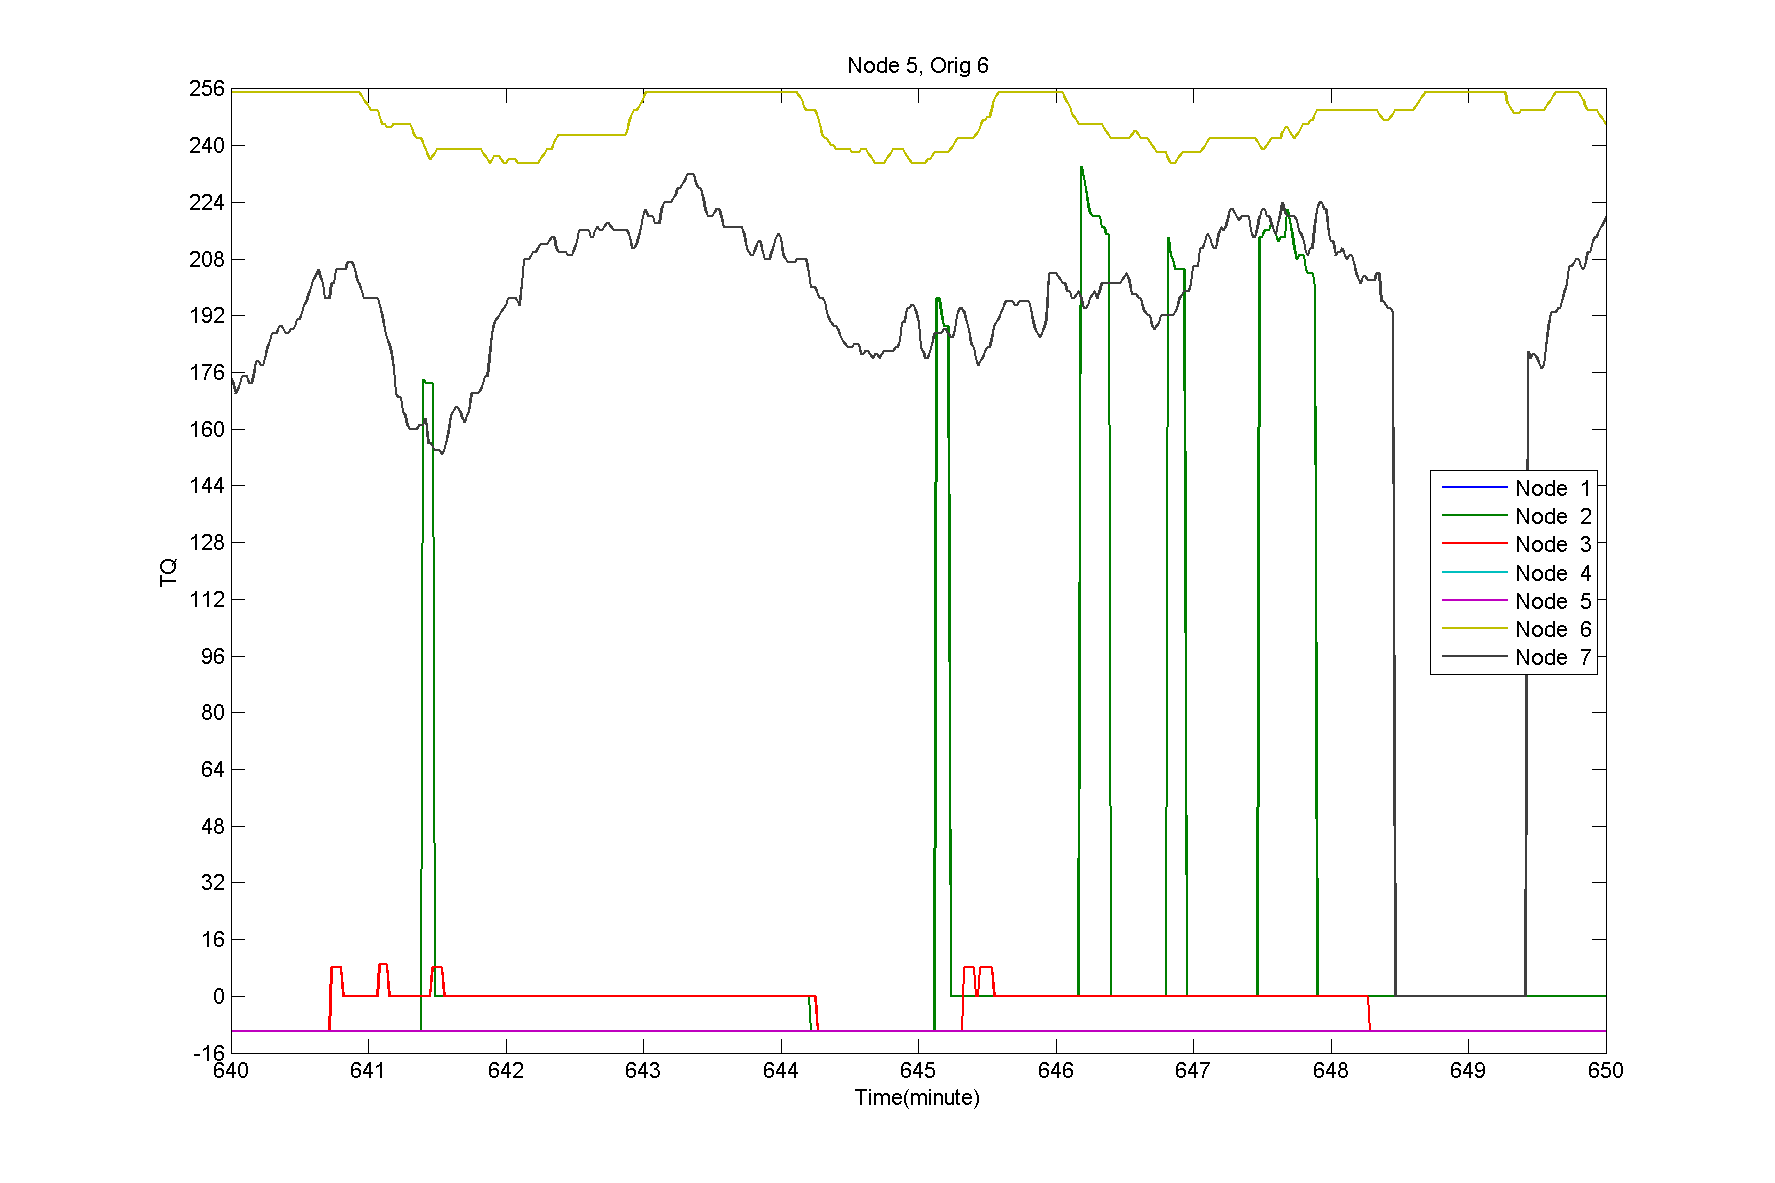 Node 5, Orig 6
256
240
224
208
192
176
160
144
128
112
96
80
64
48
32
16
0
-16
TQ
Node 1
Node 2
Node 3
Node 4
Node 5
Node 6
Node 7
640 641 642 643 644 645 646 647 648 649 650
Time(minute)